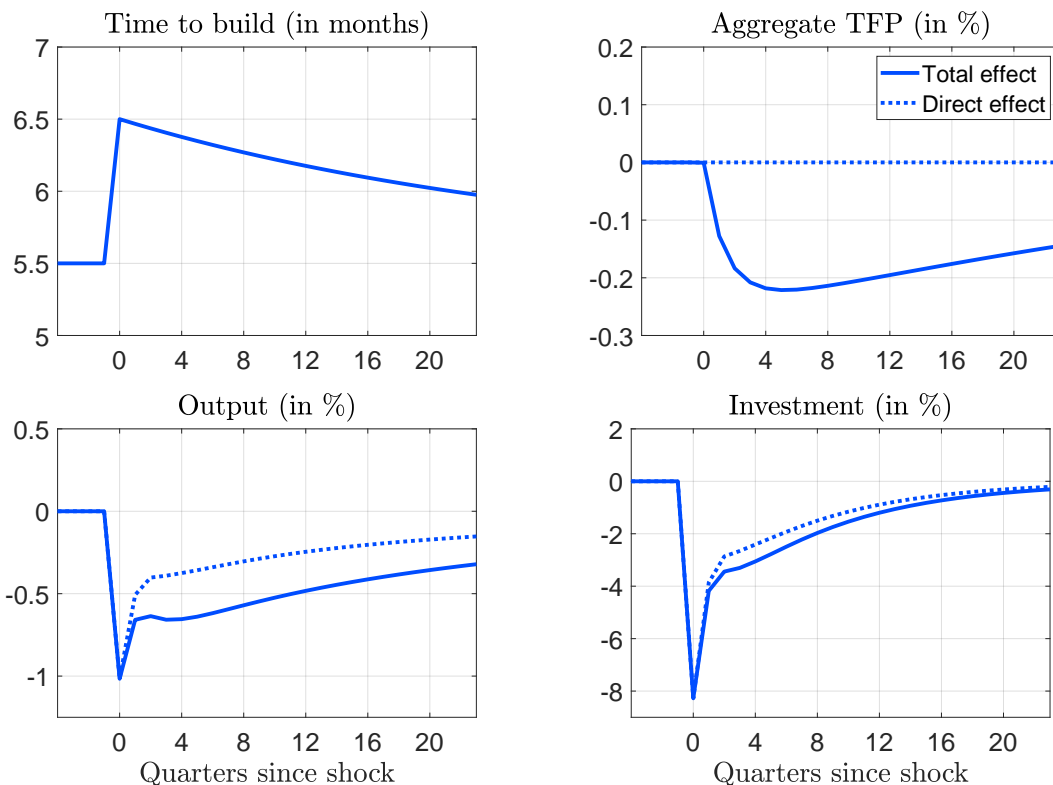 Time to build (in months)
7
6.5
6
5.5
5
0 4 8 12 16 20
Aggregate TFP (in %)
0.2
0.1
0
-0.1
-0.2
-0.3
0 4 8 12 16 20
Total effect
Direct effect
Output (in %)
0.5
0
-0.5
-1
0 4 8 12 16 20
Quarters since shock
Investment (in %)
2
0
-2
-4
-6
-8
0 4 8 12 16 20
Quarters since shock